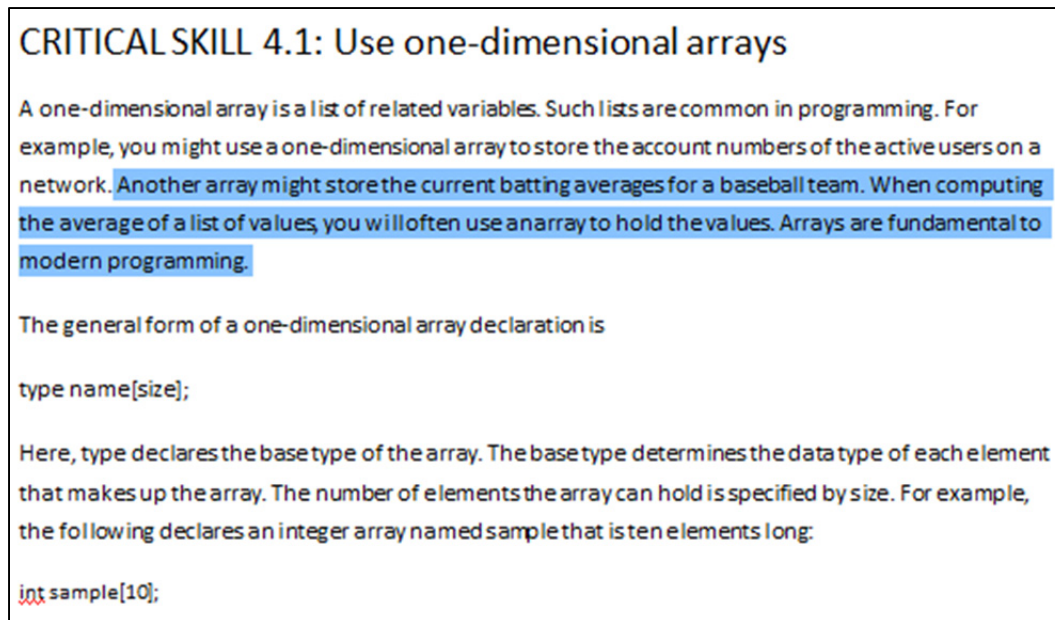 CRITICAL SKILL 4.1: Use one-dimensional arrays
A one-dimensional array is a list of related variables. Such lists are common in programming. For
example, you might use a one-dimensional array to store the account numbers of the active users on a
network. Another array might store the current batting averages for a baseball team. When computing
the average of a list of values, you will often use an array to hold the values. Arrays are fundamental to
modern programming.
The general form of a one-dimensional array declaration is
type name[size];
Here, type declares the base type of the array. The base type determines the data type of each element
that makes up the array. The number of elements the array can hold is specified by size. For example,
the following declares an integer array named sample that is ten elements long:
int sample[10];